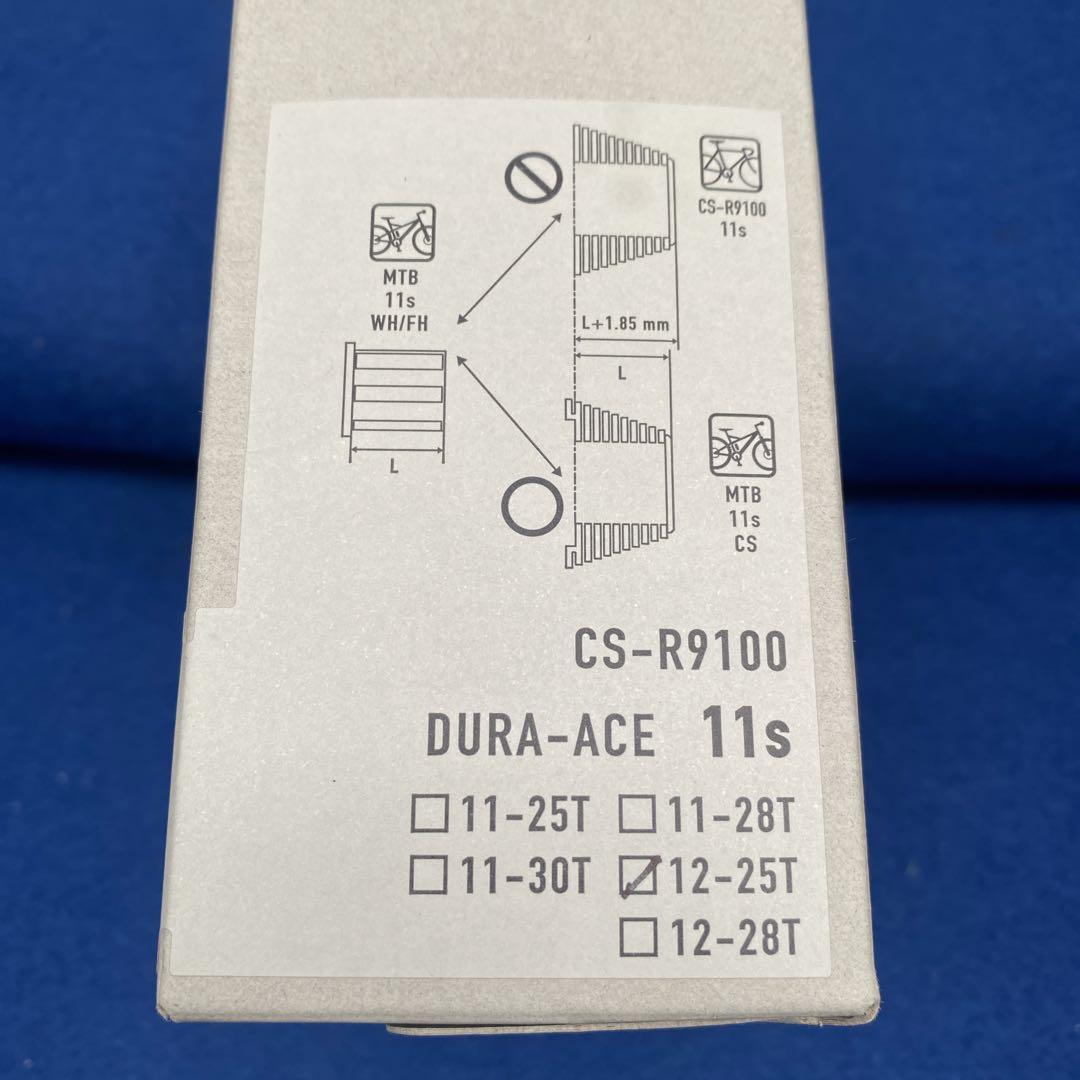 CS-R9100
11s
MTB
11s
WH/FH
L+1.85 mm
L
L
MTB
11s
CS
CS-R9100
DURA-ACE 11s
11-25T 11-28T
11-30T 12-25T
12-28T